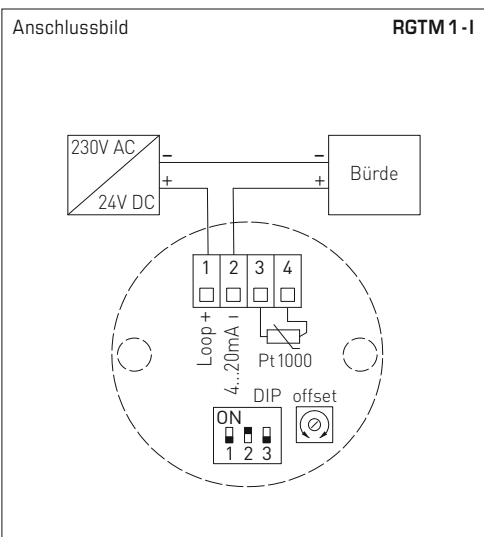 Anschlussbild RGTM 1 - I
230V AC
24V DC
–
+
–
+
Bürde
1 2 3 4
Loop +
4...20mA –
Pt1000
DIP offset
ON
1 2 3